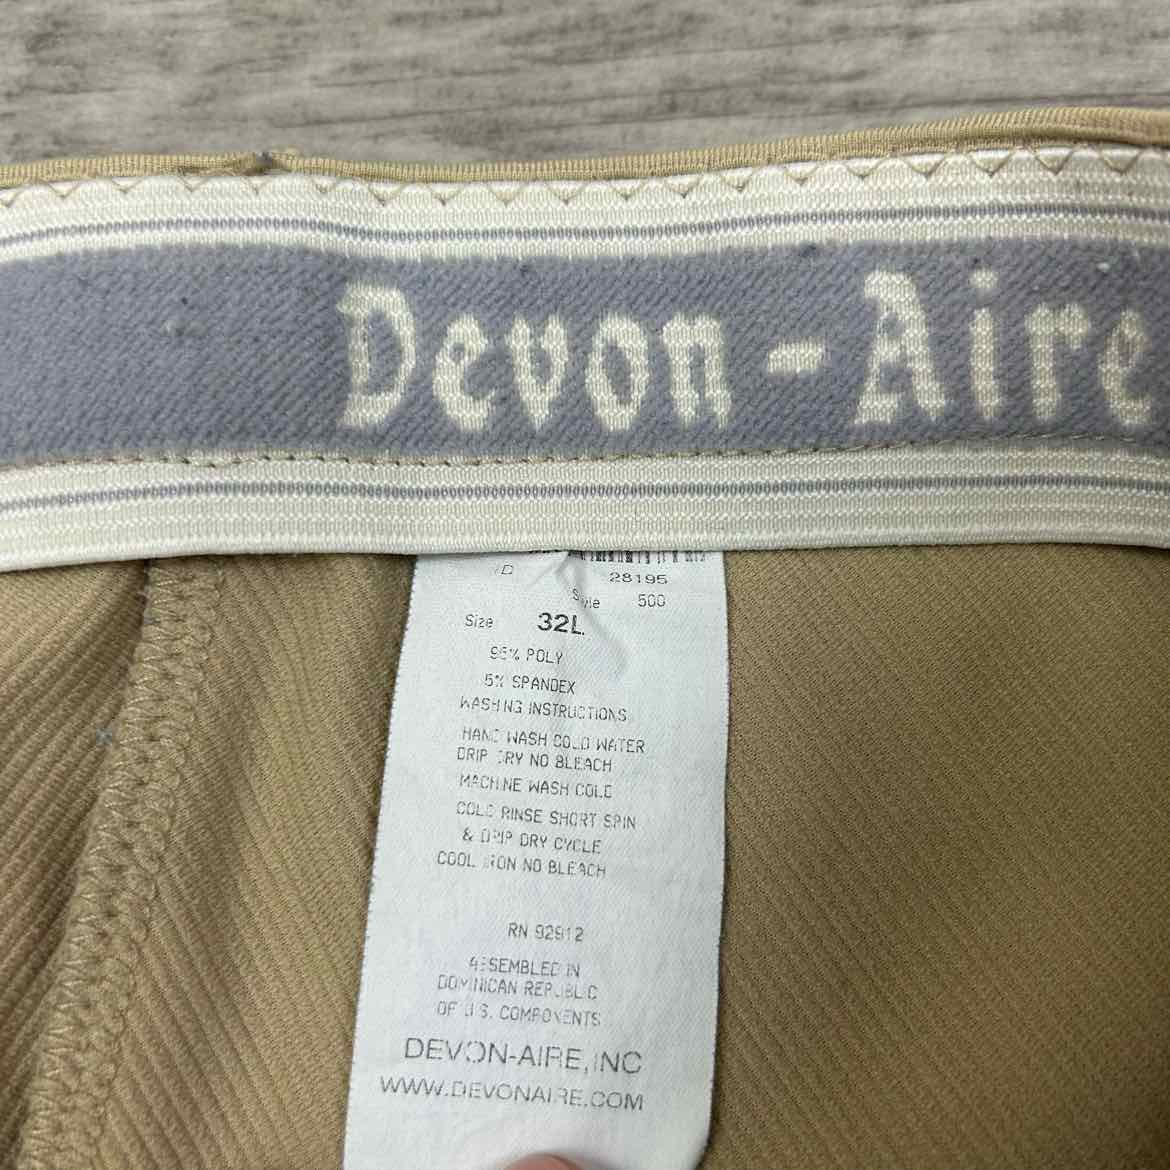 Devon-Aire
28195
Style 500
Size 32L
95% POLY
5% SPANDEX
WASHING INSTRUCTIONS
HAND WASH COLD WATER
DRIP DRY NO BLEACH
MACHINE WASH COLD
COLD RINSE SHORT SPIN
& DRIP DRY CYCLE
COOL IRON NO BLEACH
RN 92912
ASSEMBLED IN
DOMINICAN REPUBLIC
OF U.S. COMPONENTS
DEVON-AIRE, INC
WWW.DEVONAIRE.COM